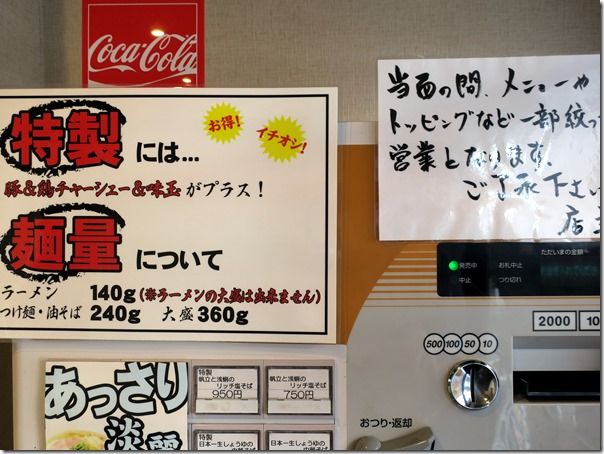 Coca-Cola
特製 には…
お得!
イチオシ!
豚&鶏チャーシュー&味玉 がプラス!
麺量 について
ラーメン 140g(※ラーメンの大盛は出来ません)
つけ麺・油そば 240g 大盛 360g
当面の間、メニューや
トッピングなど一部絞っ
営業となります、
ご了承下さい
店主
ただいまの金額
発売中 お札中止
中止 つり切れ
2000
500 100 50 10
おつり・返却
あっさり
淡麗
特製
帆立と浅蜊の
リッチ塩そば
950円
帆立と浅蜊の
リッチ塩そば
750円
特製
日本一しょうゆの
日本一しょうゆの